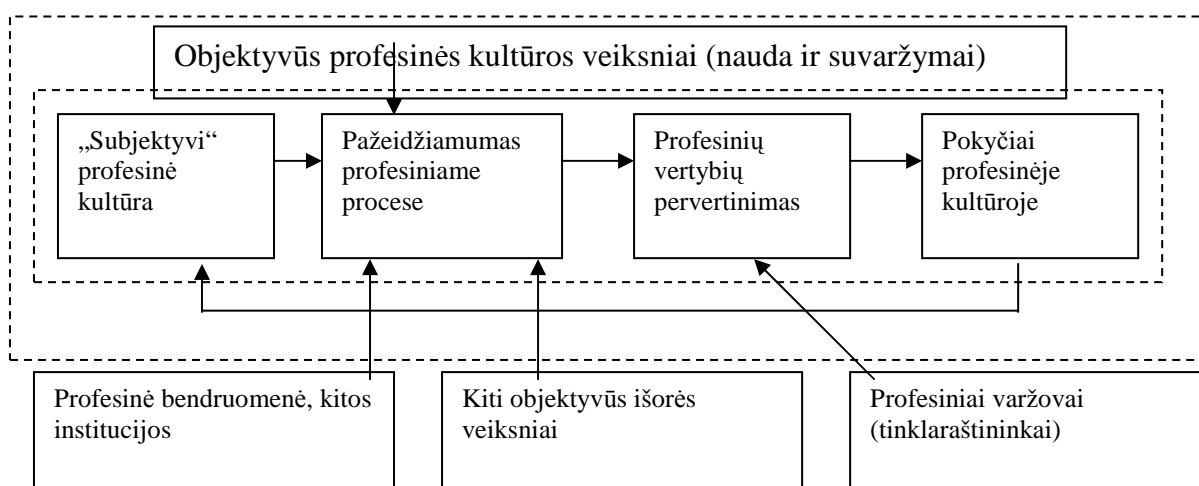 Objektyvūs profesinės kultūros veiksniai (nauda ir suvaržymai)
„Subjektyvi“
profesinė
kultūra
Pažeidžiamumas
profesiniame
procese
Profesinių
vertybių
pervertinimas
Pokyčiai
profesinėje
kultūroje
Profesinė bendruomenė, kitos
institucijos
Kiti objektyvūs išorės
veiksniai
Profesiniai varžovai
(tinklaraštininkai)